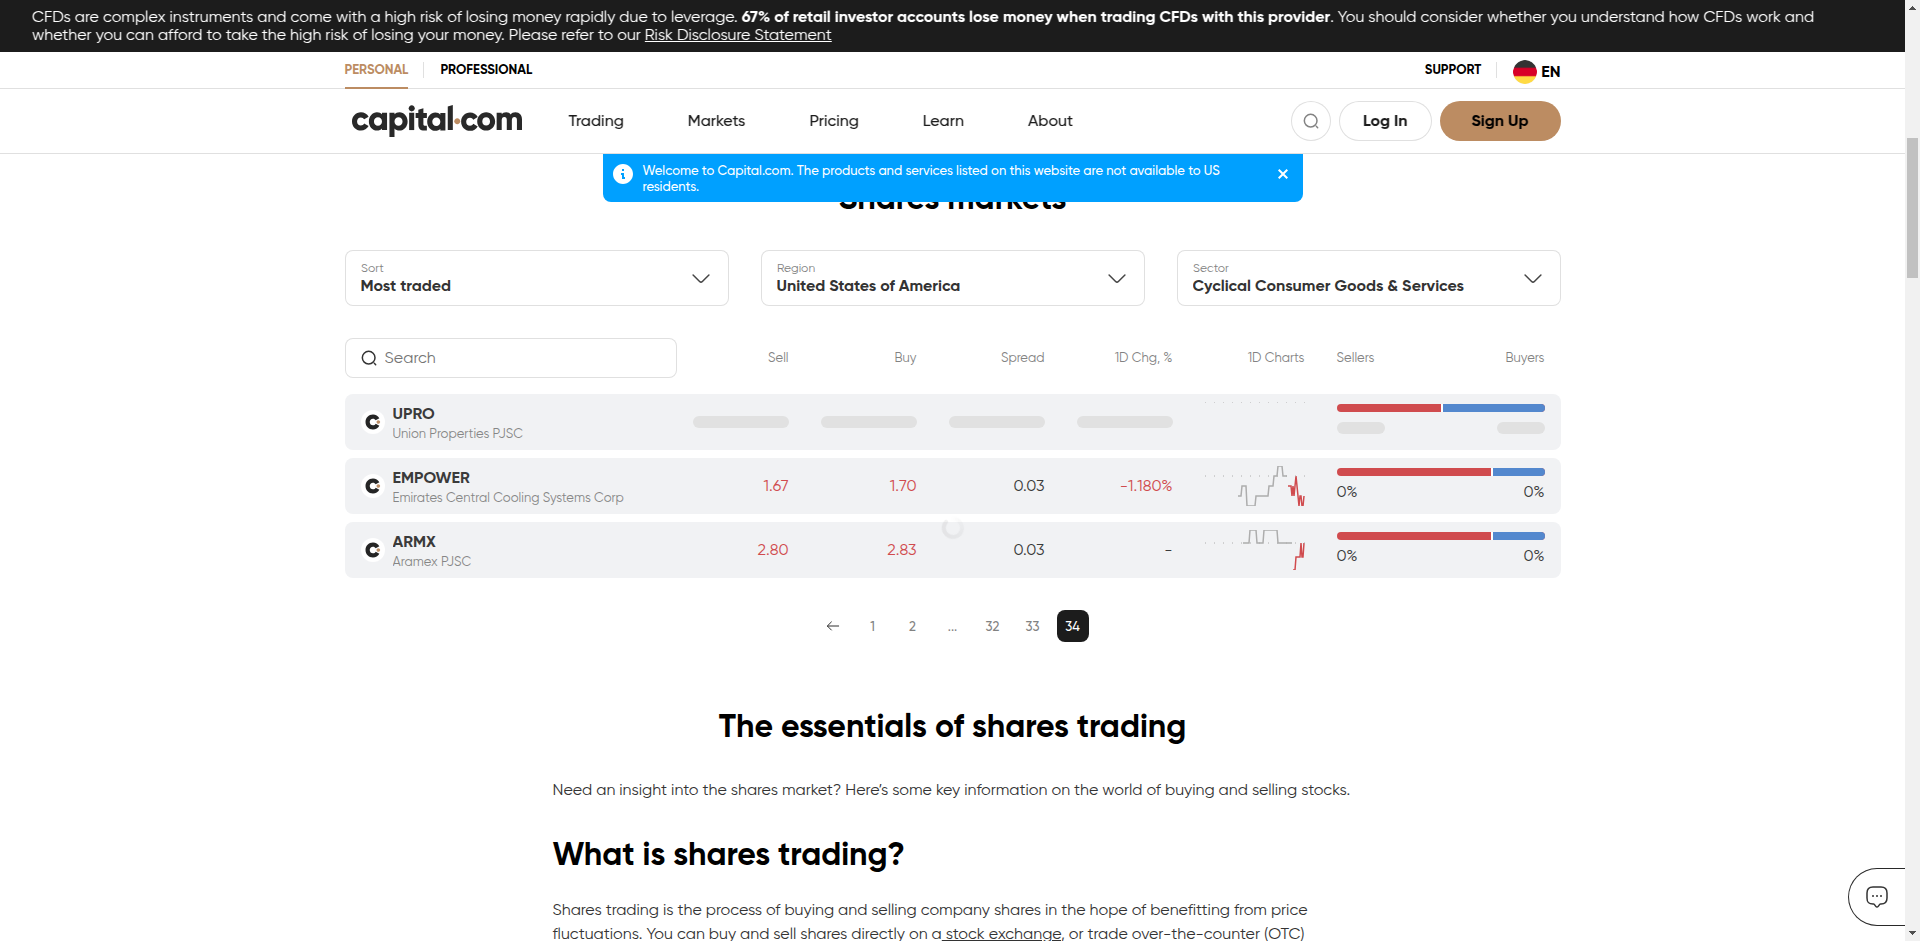 CFDs are complex instruments and come with a high risk of losing money rapidly due to leverage. 67% of retail investor accounts lose money when trading CFDs with this provider. You should consider whether you understand how CFDs work and
whether you can afford to take the high risk of losing your money. Please refer to our Risk Disclosure Statement
PERSONAL PROFESSIONAL SUPPORT EN
capital.com Trading Markets Pricing Learn About Log In Sign Up
Welcome to Capital.com. The products and services listed on this website are not available to US
residents.
Shares markets
Sort Region Sector
Most traded United States of America Cyclical Consumer Goods & Services
Search Sell Buy Spread 1D Chg, % 1D Charts Sellers Buyers
UPRO
Union Properties PJSC
EMPOWER
Emirates Central Cooling Systems Corp
1.67 1.70 0.03 -1.180% 0% 0%
ARMX
Aramex PJSC
2.80 2.83 0.03 - 0% 0%
1 2 ... 32 33 34
The essentials of shares trading
Need an insight into the shares market? Here’s some key information on the world of buying and selling stocks.
What is shares trading?
Shares trading is the process of buying and selling company shares in the hope of benefitting from price
fluctuations. You can buy and sell shares directly on a stock exchange, or trade over-the-counter (OTC)